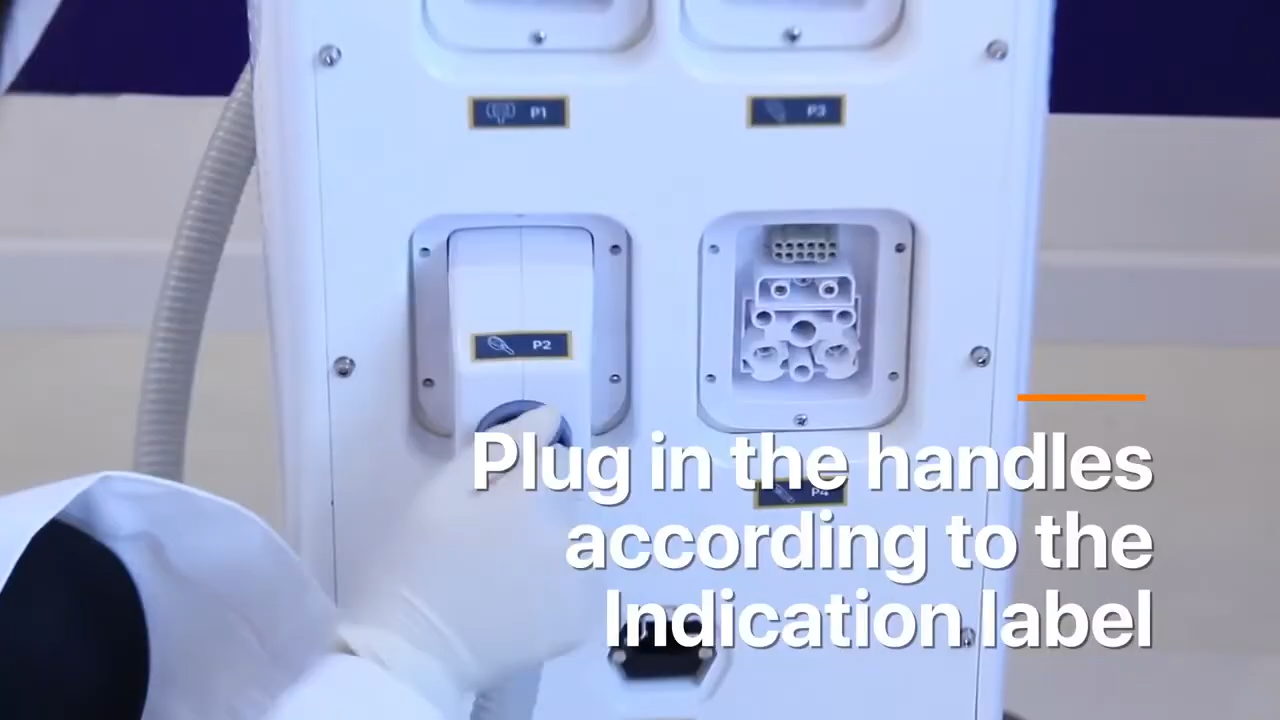 P1
P3
P2
P4
Plug in the handles
according to the
Indication label